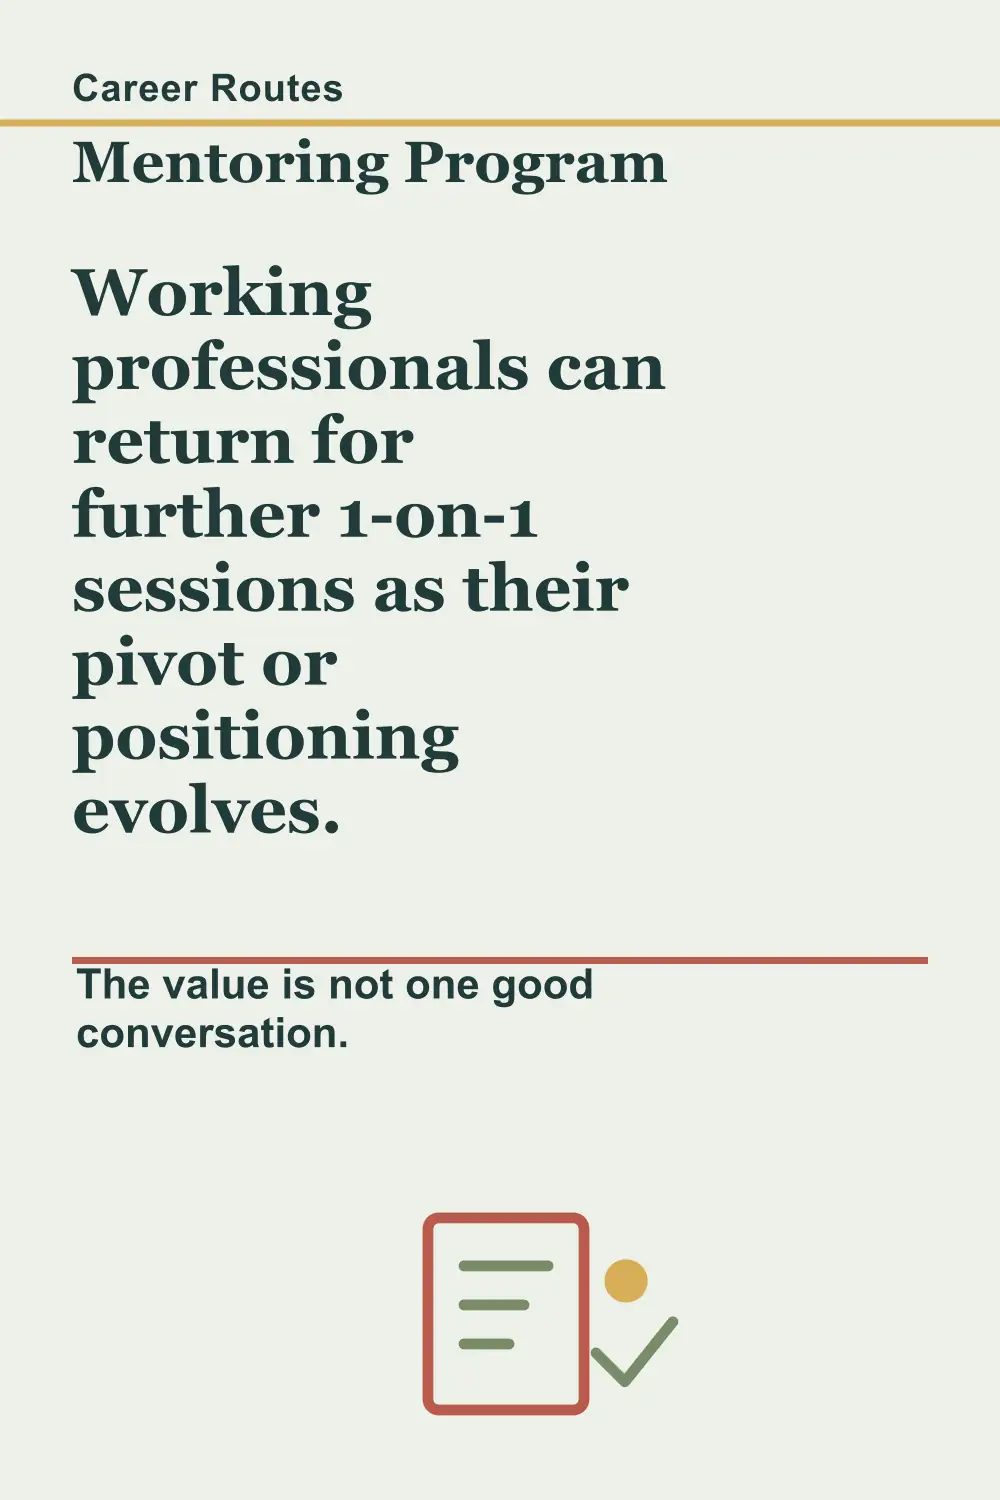 Career Routes
Mentoring Program
Working
professionals can
return for
further 1-on-1
sessions as their
pivot or
positioning
evolves.
The value is not one good
conversation.